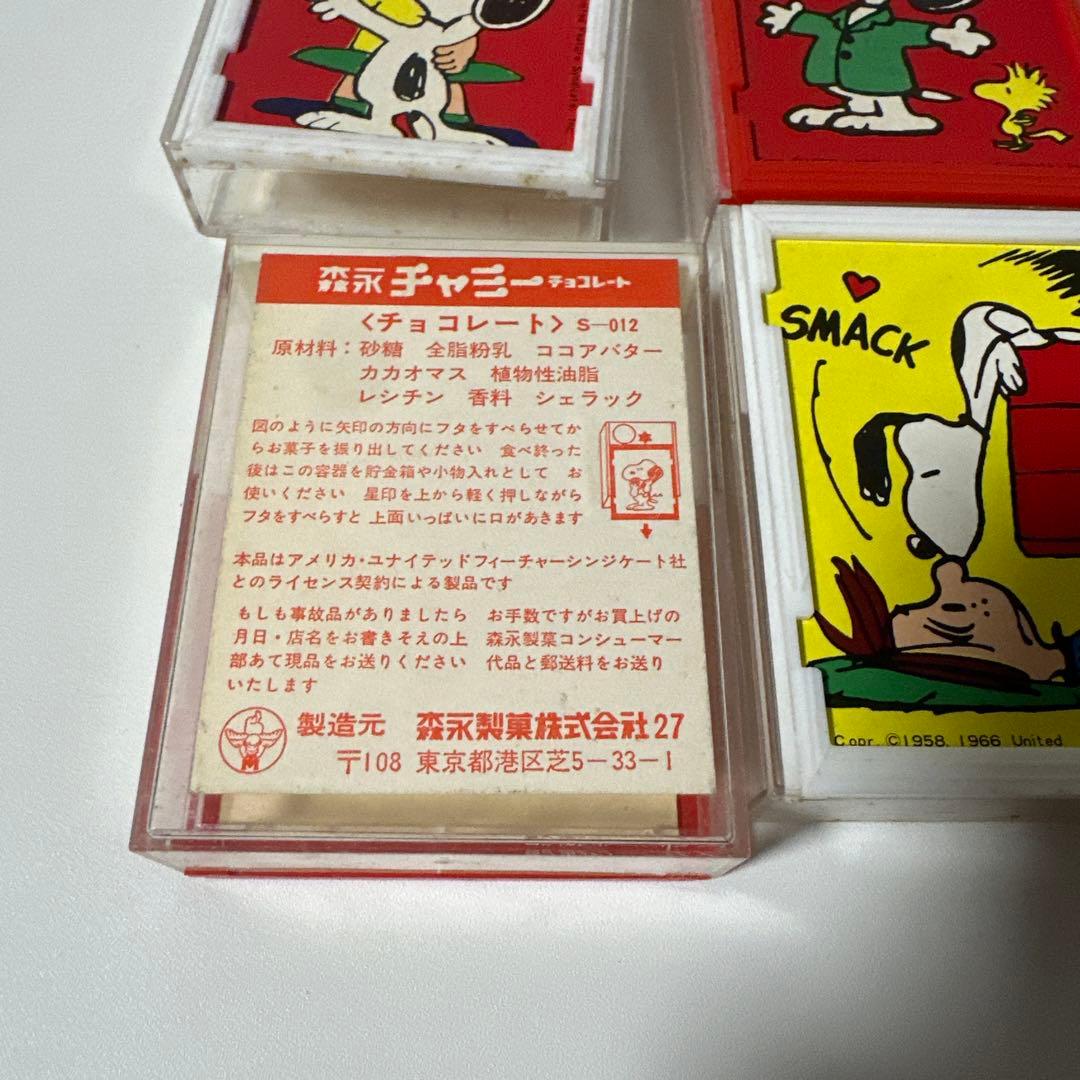 森永 チャミー チョコレート
〈チョコレート〉 S-012
原材料：砂糖 全脂粉乳 ココアバター
カカオマス 植物性油脂
レシチン 香料 シェラック
図のように矢印の方向にフタをすべらせてか
らお菓子を振り出してください 食べ終った
後はこの容器を貯金箱や小物入れとして お
使いください 星印を上から軽く押しながら
フタをすべらすと 上面いっぱいに口があきます
本品はアメリカ・ユナイテッドフィーチャーシンジケート社
とのライセンス契約による製品です
もしも事故品がありましたら お手数ですがお買上げの
月日・店名をお書きそえの上 森永製菓コンシューマー
部あて現品をお送りください 代品と郵送料をお送り
いたします
製造元 森永製菓株式会社27
〒108 東京都港区芝5-33-1
SMACK
Copr. ©1958, 1966 United